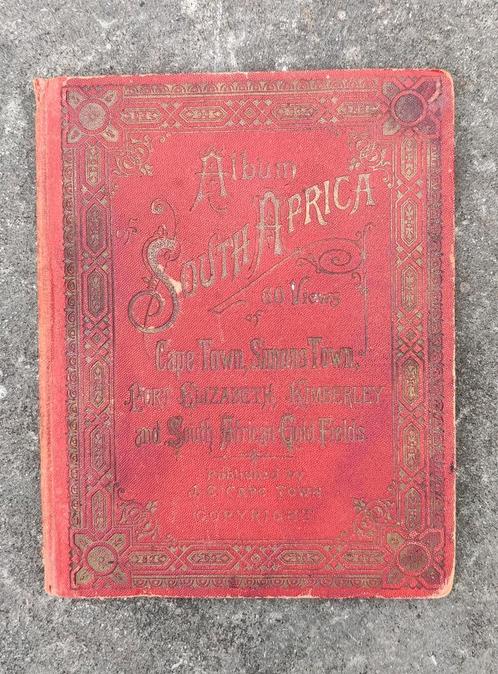 Album
of
SOUTH AFRICA
60 Views
of
Cape Town, Simons Town,
PORT ELIZABETH, KIMBERLEY
and South African Gold Fields.
Published by
Cape Town
COPYRIGHT